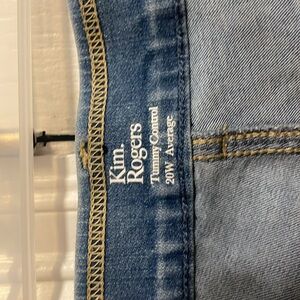 Kim.
Rogers
Tummy Control
20W Average